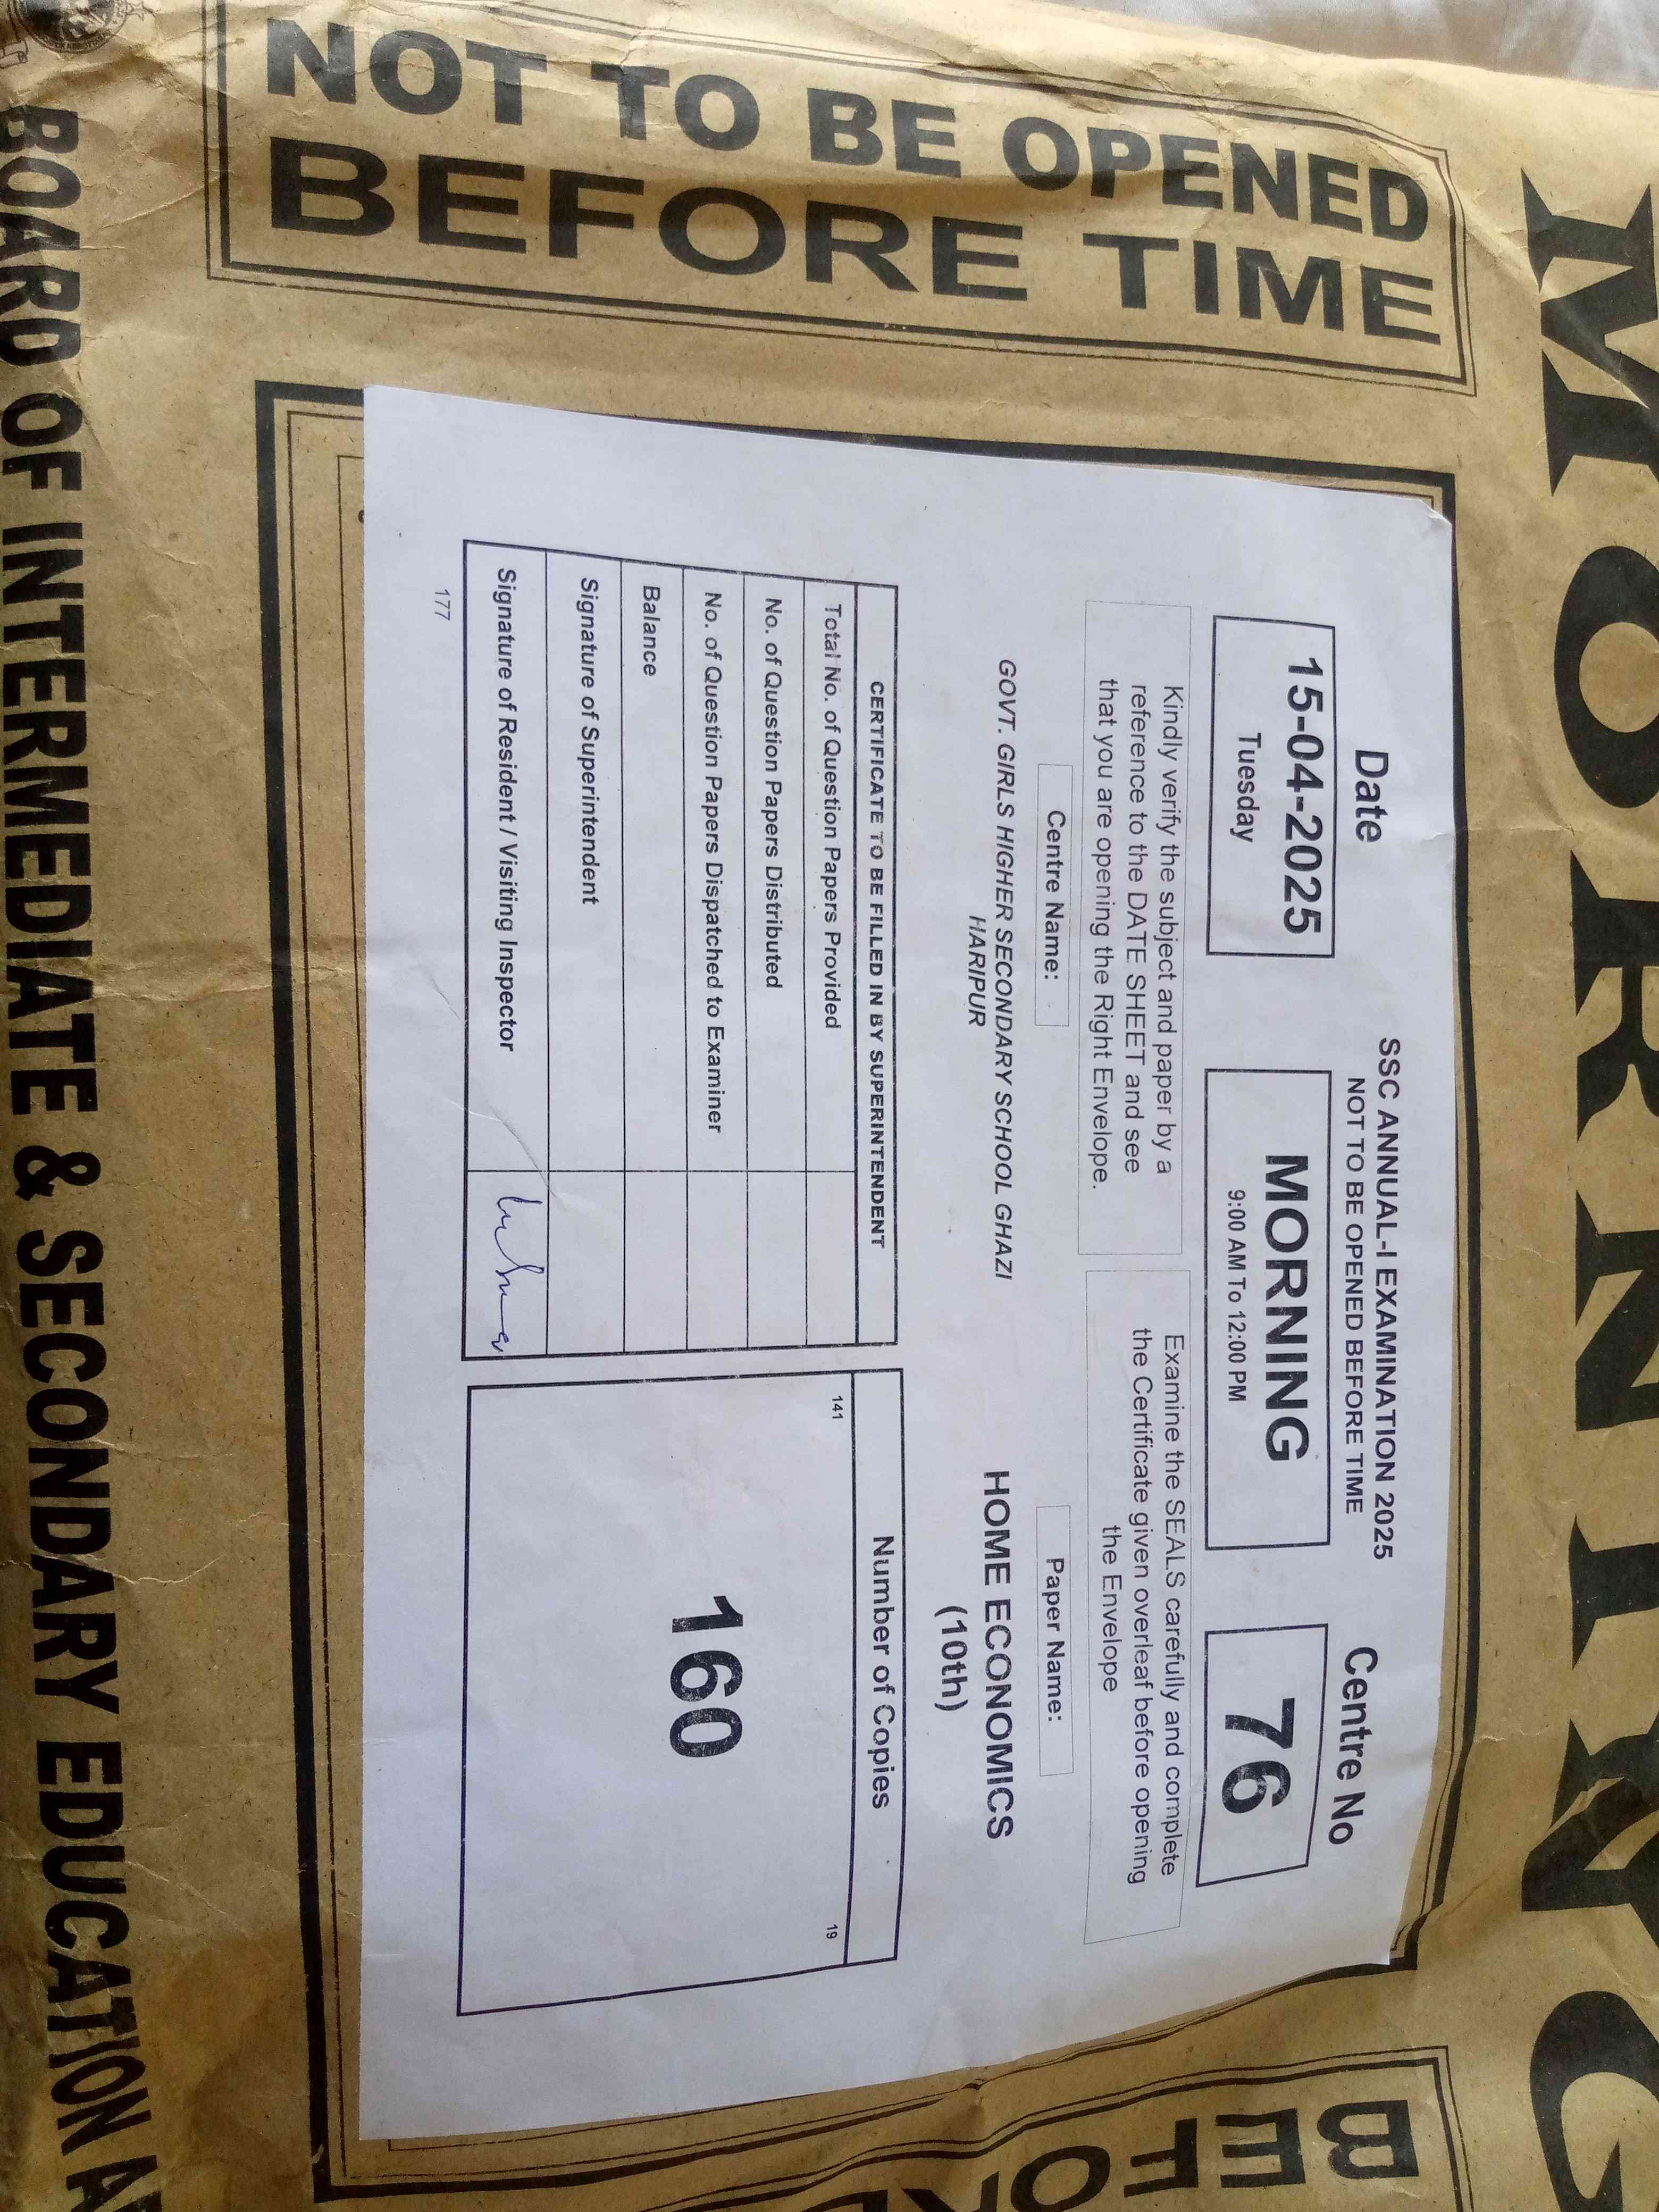 MORNING
NOT TO BE OPENED
BEFORE TIME
SSC ANNUAL-I EXAMINATION 2025
NOT TO BE OPENED BEFORE TIME
Date
15-04-2025
Tuesday
MORNING
9:00 AM To 12:00 PM
Centre No
76
Kindly verify the subject and paper by a
reference to the DATE SHEET and see
that you are opening the Right Envelope.
Examine the SEALS carefully and complete
the Certificate given overleaf before opening
the Envelope
Centre Name:
GOVT. GIRLS HIGHER SECONDARY SCHOOL GHAZI
HARIPUR
Paper Name:
HOME ECONOMICS
(10th)
CERTIFICATE TO BE FILLED IN BY SUPERINTENDENT
Total No. of Question Papers Provided
No. of Question Papers Distributed
No. of Question Papers Dispatched to Examiner
Balance
Signature of Superintendent
Signature of Resident / Visiting Inspector
Number of Copies
141
19
160
177
BOARD OF INTERMEDIATE & SECONDARY EDUCATION